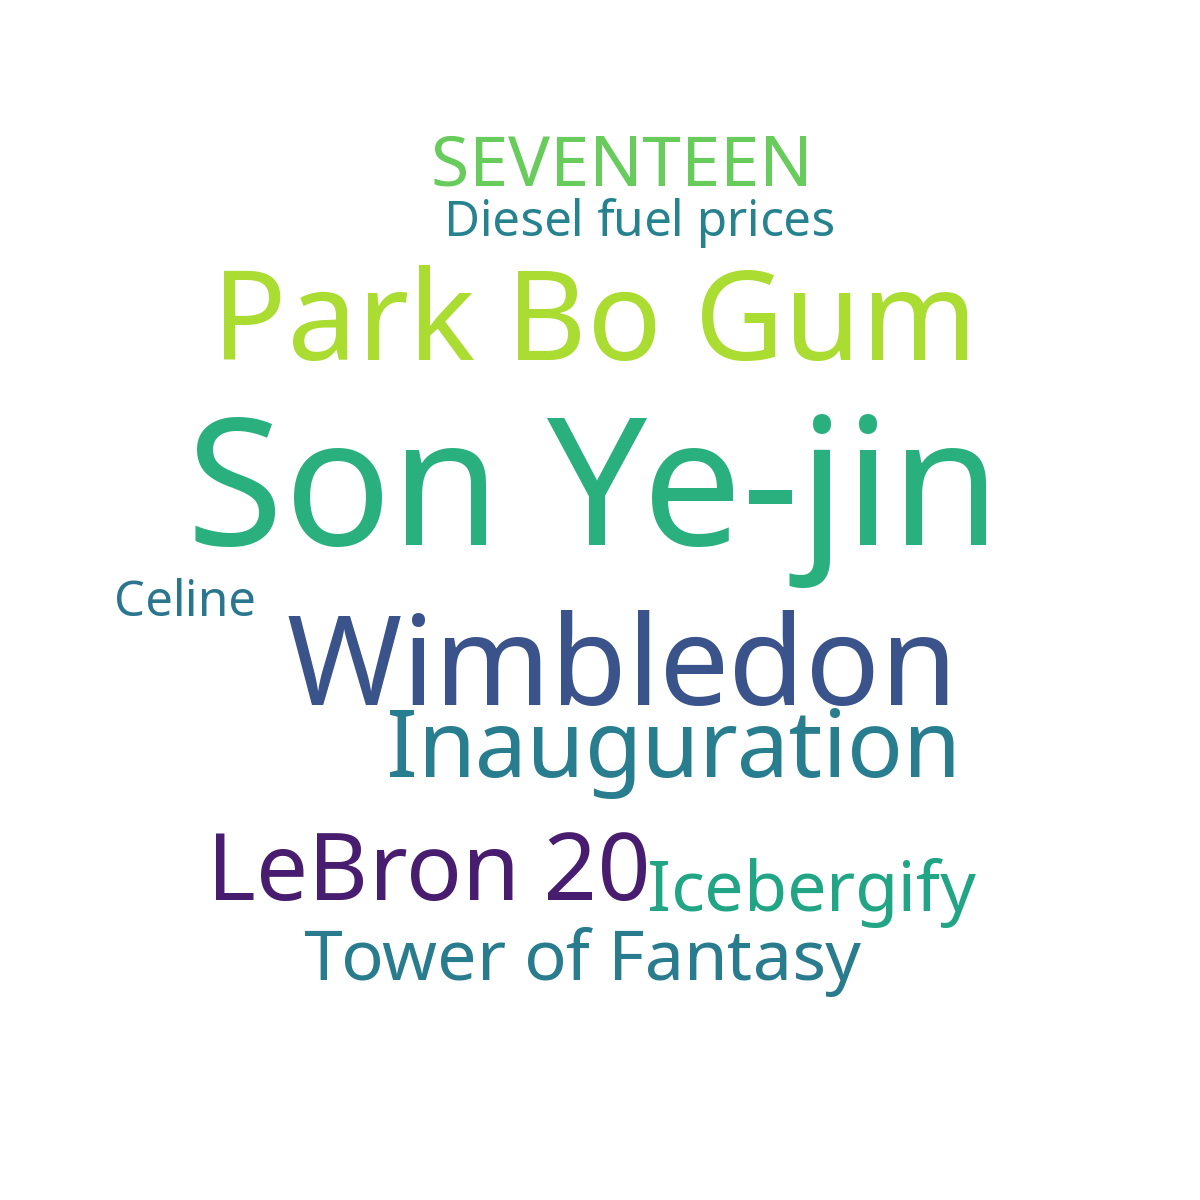 SEVENTEEN
Diesel fuel prices
Park Bo Gum
Son Ye-jin
Celine
Wimbledon
Inauguration
LeBron 20
Icebergify
Tower of Fantasy